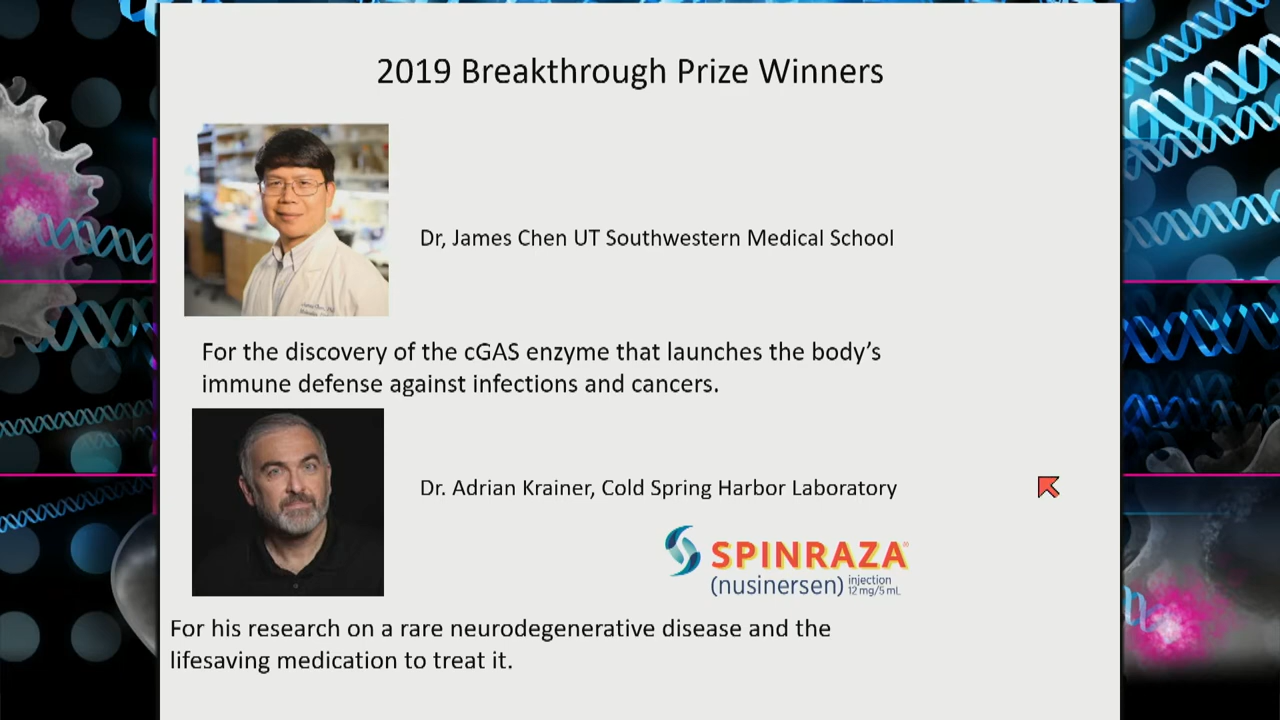 2019 Breakthrough Prize Winners
Dr, James Chen UT Southwestern Medical School
For the discovery of the cGAS enzyme that launches the body’s
immune defense against infections and cancers.
Dr. Adrian Krainer, Cold Spring Harbor Laboratory
SPINRAZA
(nusinersen) injection
12 mg/5 mL
For his research on a rare neurodegenerative disease and the
lifesaving medication to treat it.